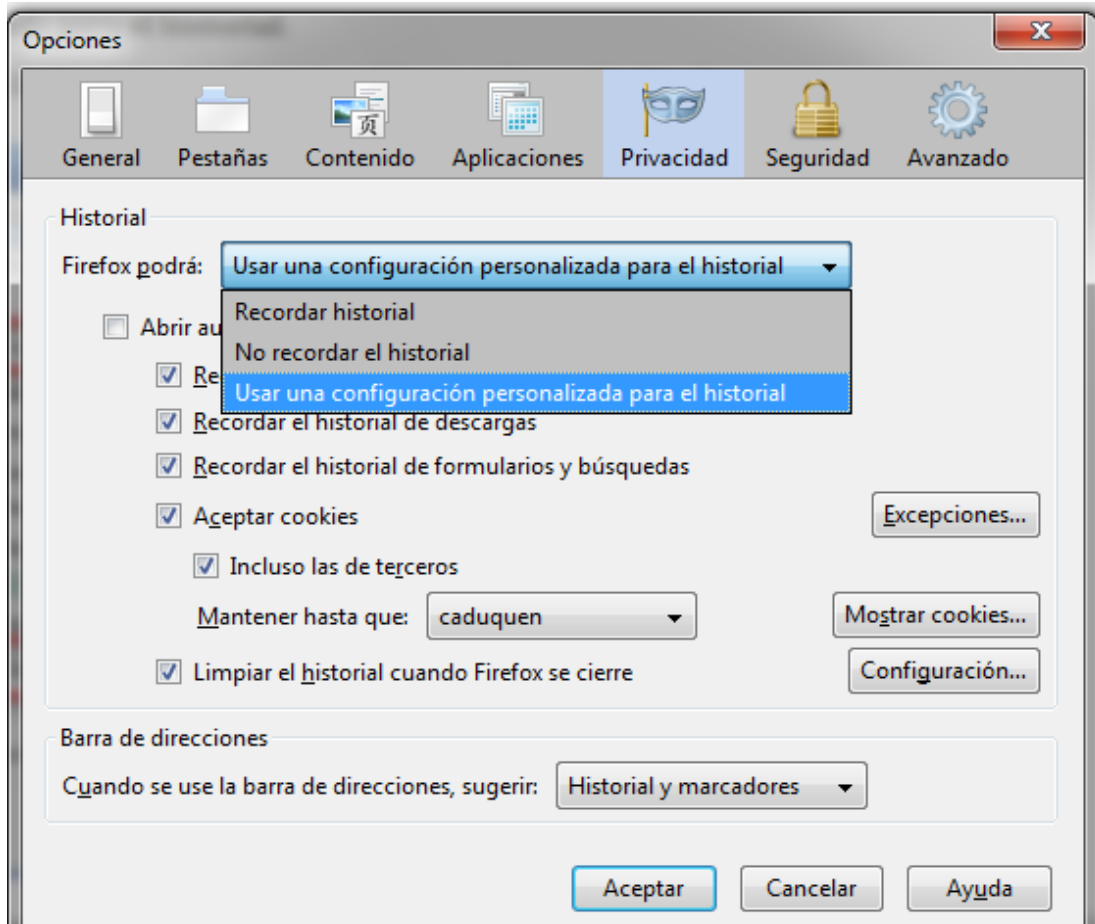 Opciones
General Pestañas Contenido Aplicaciones Privacidad Seguridad Avanzado
页
Historial
Firefox podrá: Usar una configuración personalizada para el historial
Recordar historial
Abrir au
No recordar el historial
Re
Usar una configuración personalizada para el historial
Recordar el historial de descargas
Recordar el historial de formularios y búsquedas
Aceptar cookies Excepciones...
Incluso las de terceros
Mantener hasta que: caduquen Mostrar cookies...
Limpiar el historial cuando Firefox se cierre Configuración...
Barra de direcciones
Cuando se use la barra de direcciones, sugerir: Historial y marcadores
Aceptar Cancelar Ayuda